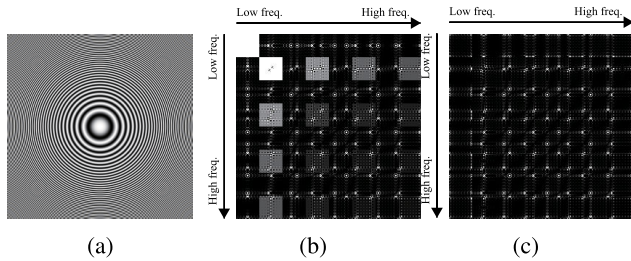 Low freq. High freq. Low freq. High freq.
Low freq.
High freq.
Low freq.
High freq.
(a) (b) (c)